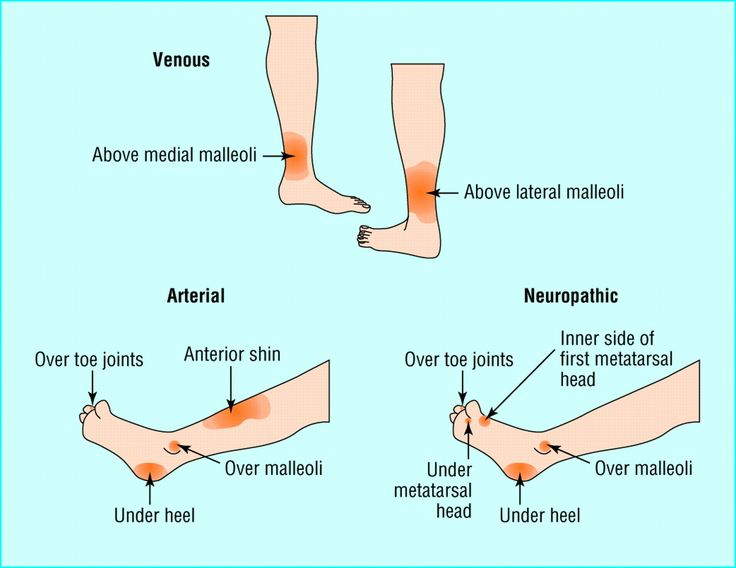 Venous
Above medial malleoli
Above lateral malleoli
Arterial
Over toe joints
Anterior shin
Over malleoli
Under heel
Neuropathic
Over toe joints
Inner side of
first metatarsal
head
Over malleoli
Under
metatarsal
head
Under heel